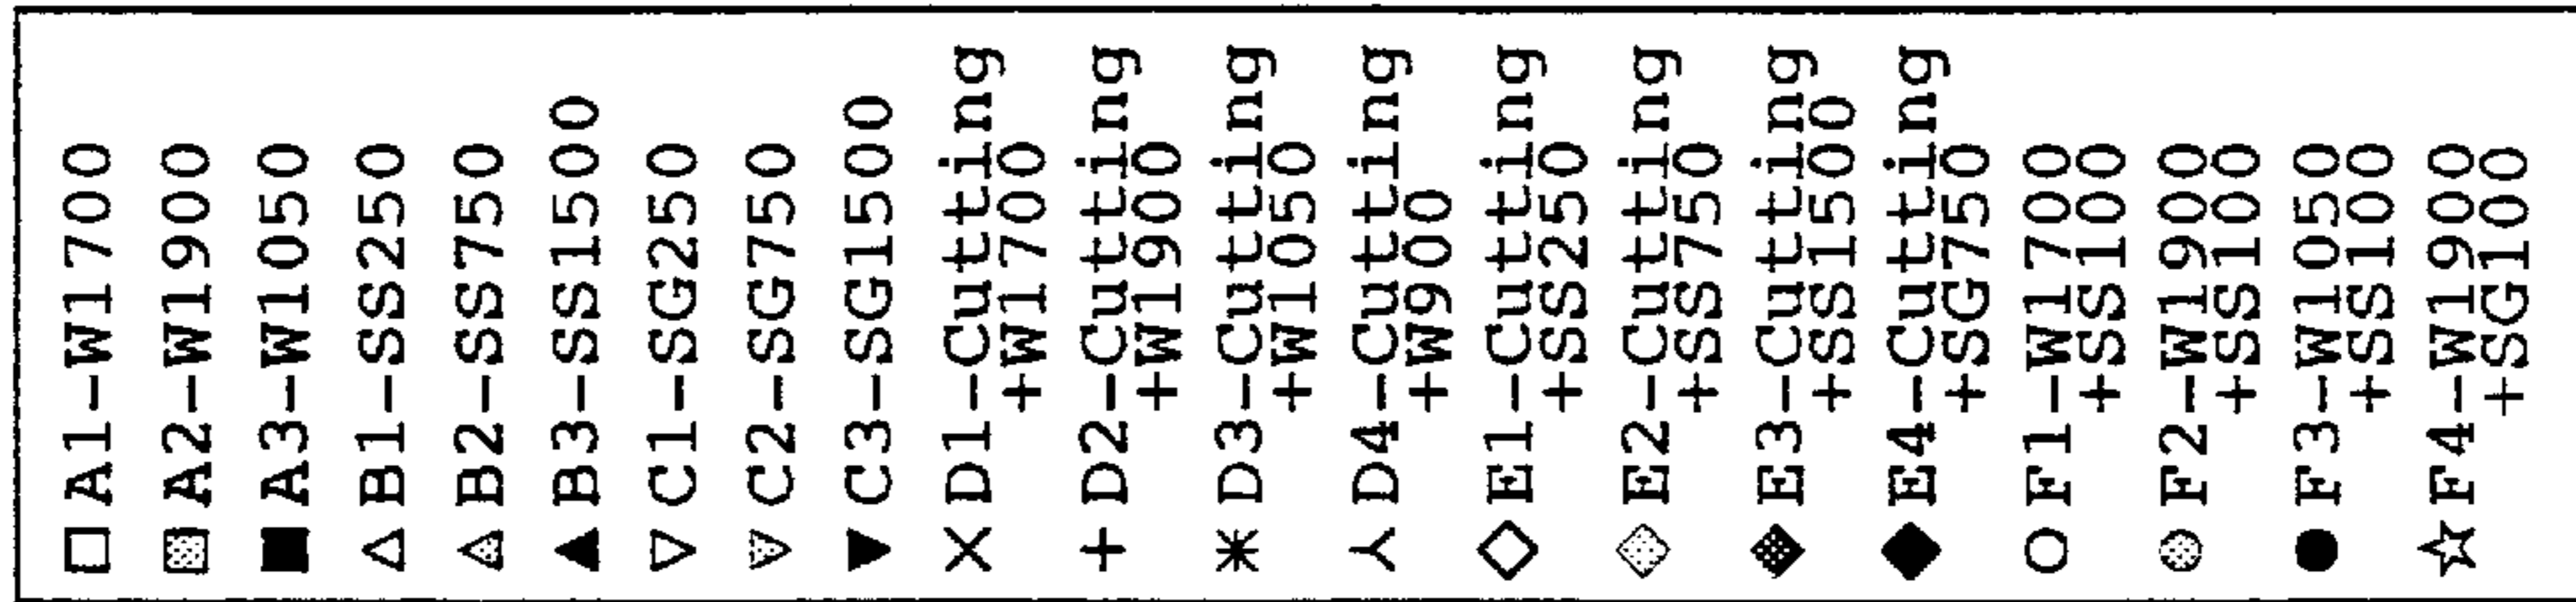 A1-W1700
A2-W1900
A3-W1050
B1-SS250
B2-SS750
B3-SS1500
C1-SG250
C2-SG750
C3-SG1500
D1-Cutting
+W1700
D2-Cutting
+W1900
D3-Cutting
+W1050
D4-Cutting
+W900
E1-Cutting
+SS250
E2-Cutting
+SS750
E3-Cutting
+SS1500
E4-Cutting
+SG750
F1-W1700
+SS100
F2-W1900
+SS100
F3-W1050
+SS100
F4-W1900
+SG100